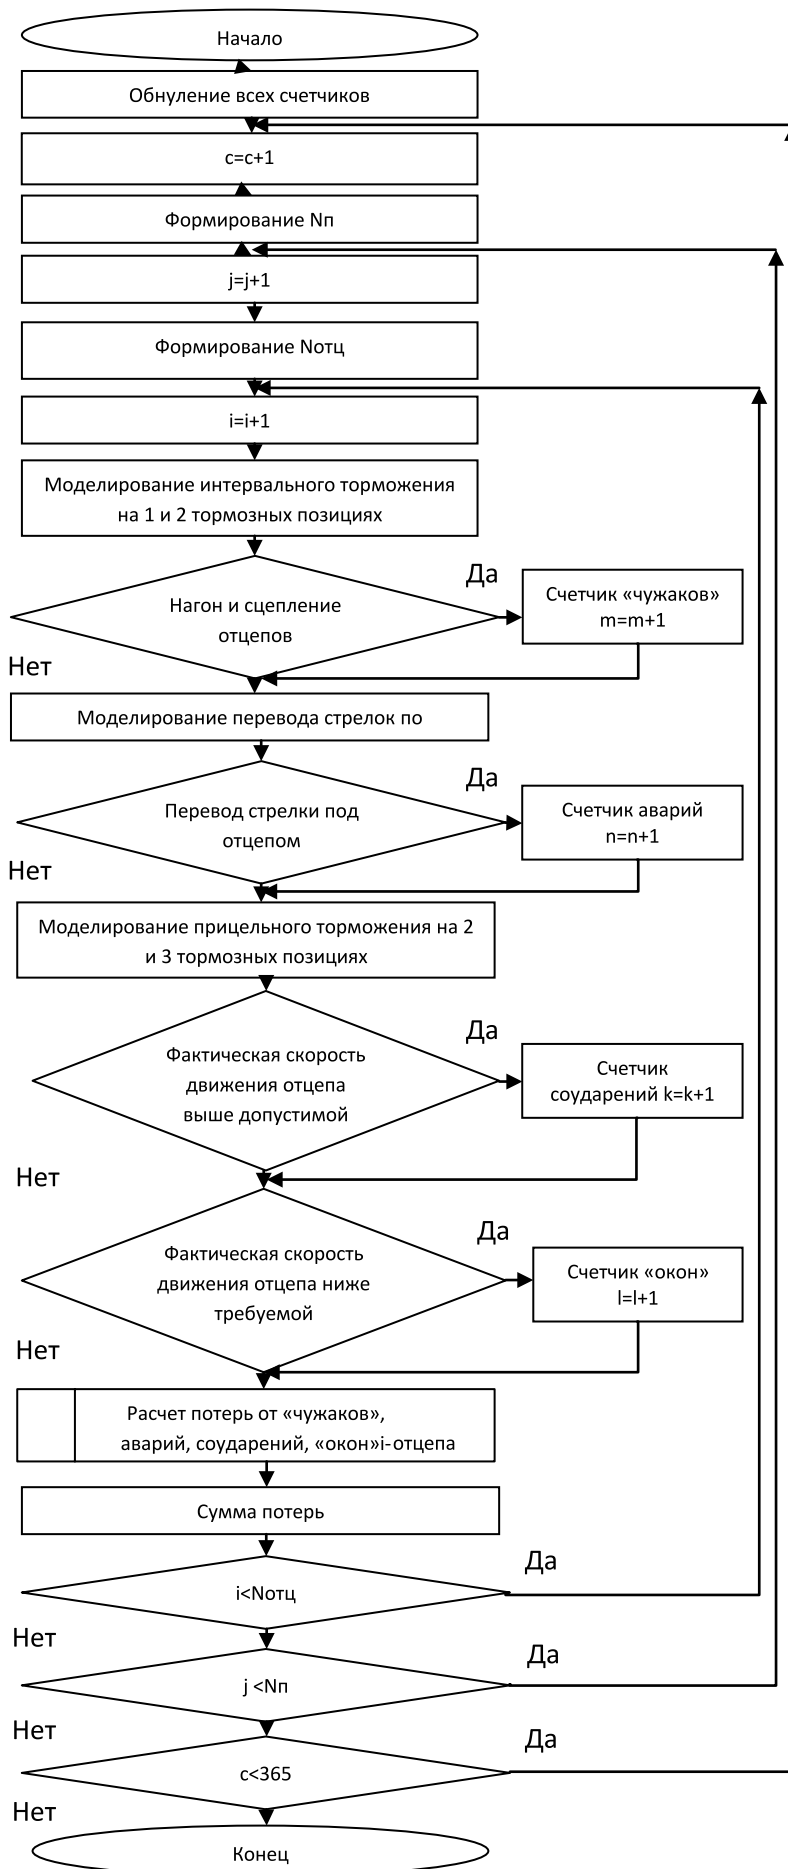 Начало
Обнуление всех счетчиков
c=c+1
Формирование Nп
j=j+1
Формирование Nотц
i=i+1
Моделирование интервального торможения
на 1 и 2 тормозных позициях
Да
Нагон и сцепление
отцепов
Счетчик «чужаков»
m=m+1
Нет
Моделирование перевода стрелок по
Да
Перевод стрелки под
отцепом
Счетчик аварий
n=n+1
Нет
Моделирование прицельного торможения на 2
и 3 тормозных позициях
Да
Фактическая скорость
движения отцепа
выше допустимой
Счетчик
соударений k=k+1
Нет
Да
Фактическая скорость
движения отцепа ниже
требуемой
Счетчик «окон»
l=l+1
Нет
Расчет потерь от «чужаков»,
аварий, соударений, «окон»i-отцепа
Сумма потерь
Да
i<Nотц
Нет
Да
j <Nп
Нет
Да
c<365
Нет
Конец